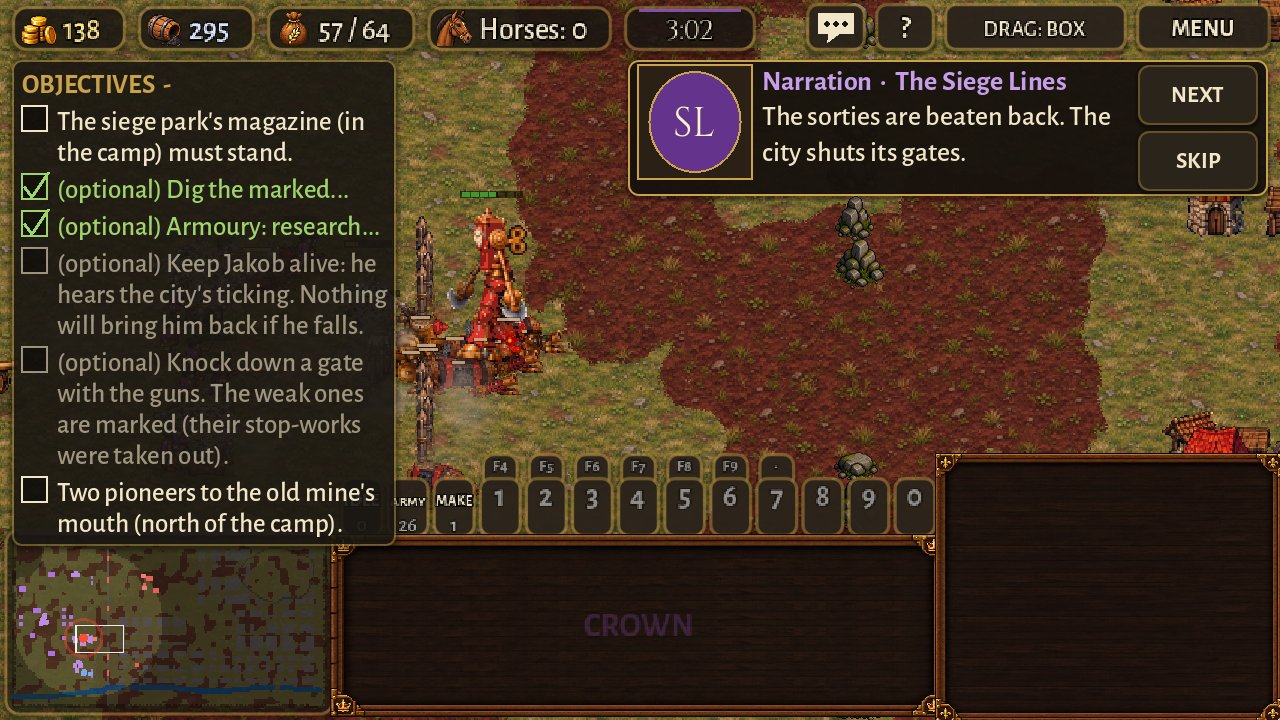 138
295
57 / 64
Horses: 0
3:02
?
DRAG: BOX
MENU
OBJECTIVES -
The siege park's magazine (in
the camp) must stand.
(optional) Dig the marked...
(optional) Armoury: research...
(optional) Keep Jakob alive: he
hears the city's ticking. Nothing
will bring him back if he falls.
(optional) Knock down a gate
with the guns. The weak ones
are marked (their stop-works
were taken out).
Two pioneers to the old mine's
mouth (north of the camp).
SL
Narration · The Siege Lines
The sorties are beaten back. The
city shuts its gates.
NEXT
SKIP
F4 F5 F6 F7 F8 F9
MAKE 1 2 3 4 5 6 7 8 9 0
26 1
CROWN